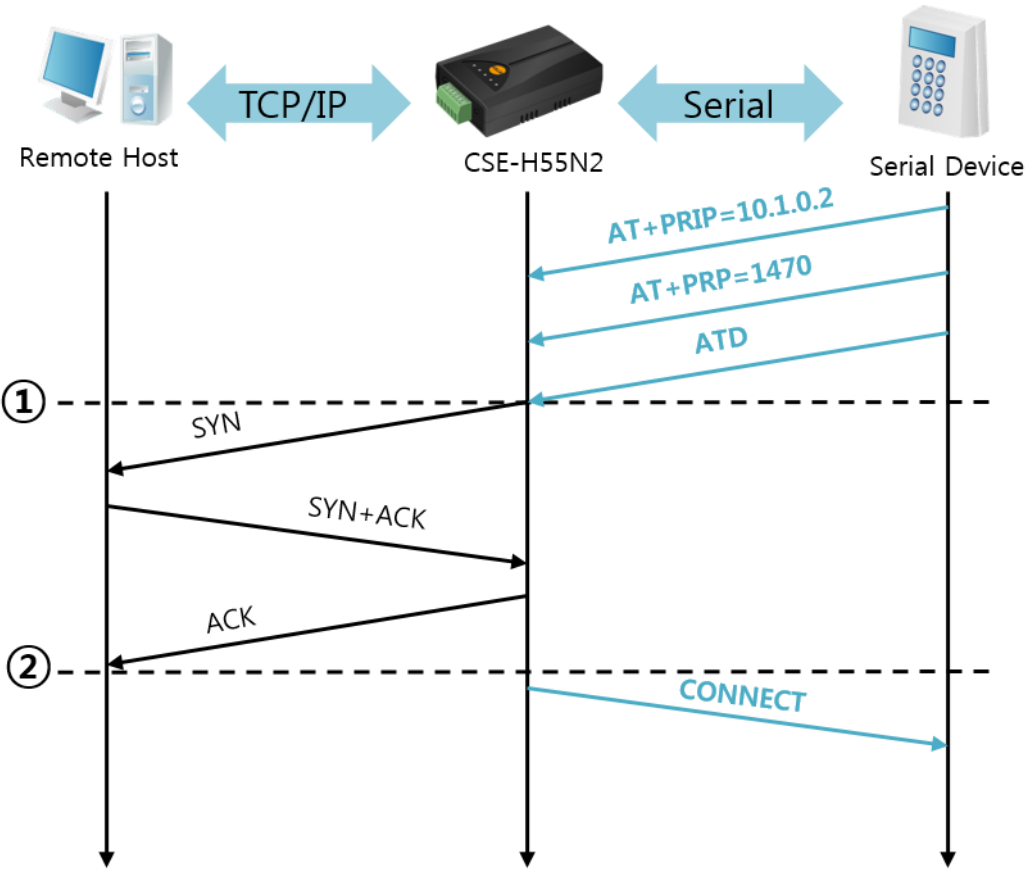 TCP/IP
Serial
Remote Host
CSE-H55N2
Serial Device
AT+PRIP=10.1.0.2
AT+PRP=1470
ATD
①
SYN
SYN+ACK
ACK
②
CONNECT